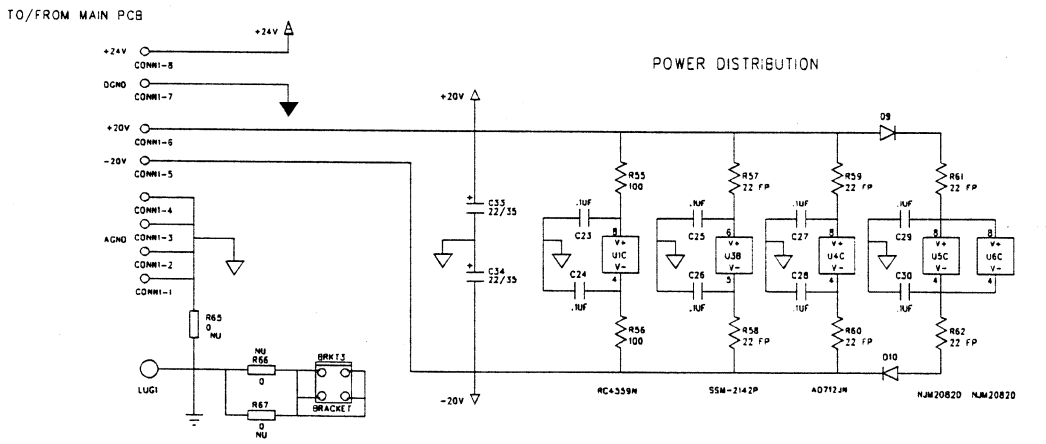 TO/FROM MAIN PCB
+24V
+24V
CONN1-8
DGND
CONN1-7
POWER DISTRIBUTION
+20V
+20V
CONN1-6
-20V
CONN1-5
CONN1-4
AGND CONN1-3
CONN1-2
CONN1-1
D9
R55
100
R57
22 FP
R59
22 FP
R61
22 FP
C33
22/35
C34
22/35
.1UF
C23
8
V+
U1C
V-
4
C24
.1UF
.1UF
C25
6
V+
U3B
V-
5
C26
.1UF
.1UF
C27
8
V+
U4C
V-
4
C28
.1UF
.1UF
C29
8
V+
U5C
V-
4
C30
.1UF
8
V+
U6C
V-
4
R56
100
R58
22 FP
R60
22 FP
R62
22 FP
D10
R65
0
NU
LUG1
NU
R66
0
R67
0
NU
BRKT3
BRACKET
-20V
RC4559N
SSM-2142P
AD712JN
NJM2082D NJM2082D